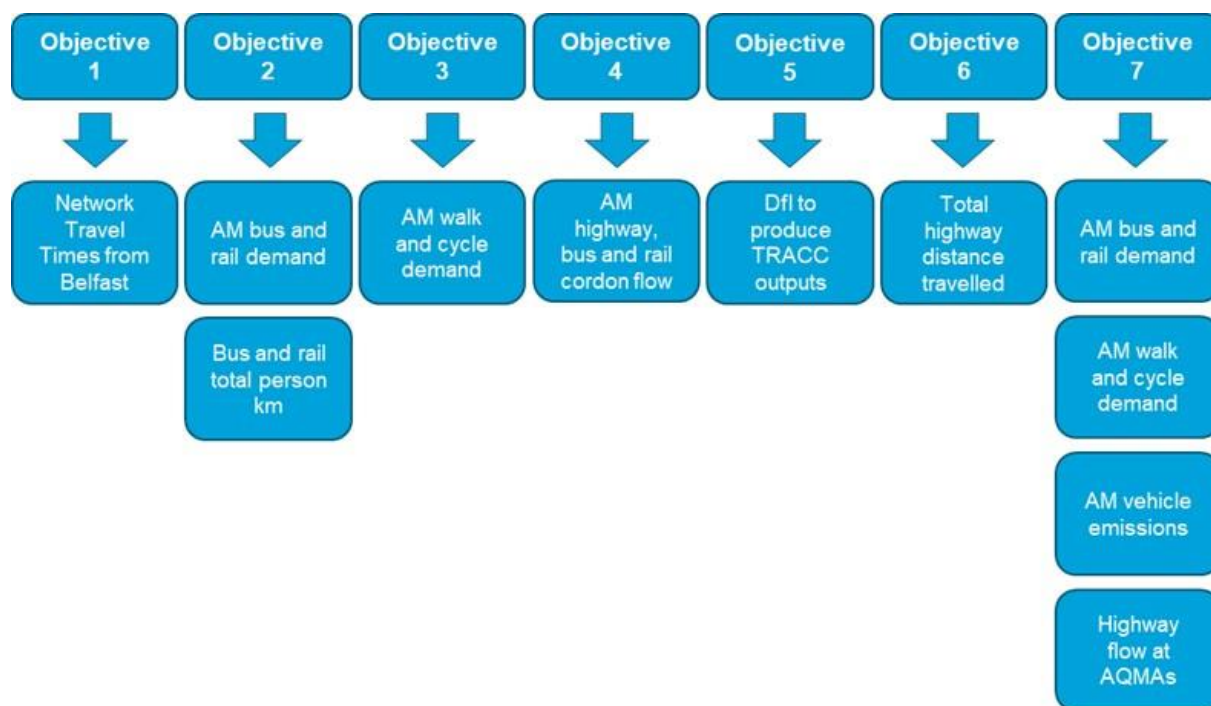 Objective
1
Objective
2
Objective
3
Objective
4
Objective
5
Objective
6
Objective
7
Network
Travel
Times from
Belfast
AM bus and
rail demand
AM walk
and cycle
demand
AM
highway,
bus and rail
cordon flow
DfI to
produce
TRACC
outputs
Total
highway
distance
travelled
AM bus and
rail demand
Bus and rail
total person
km
AM walk
and cycle
demand
AM vehicle
emissions
Highway
flow at
AQMAs